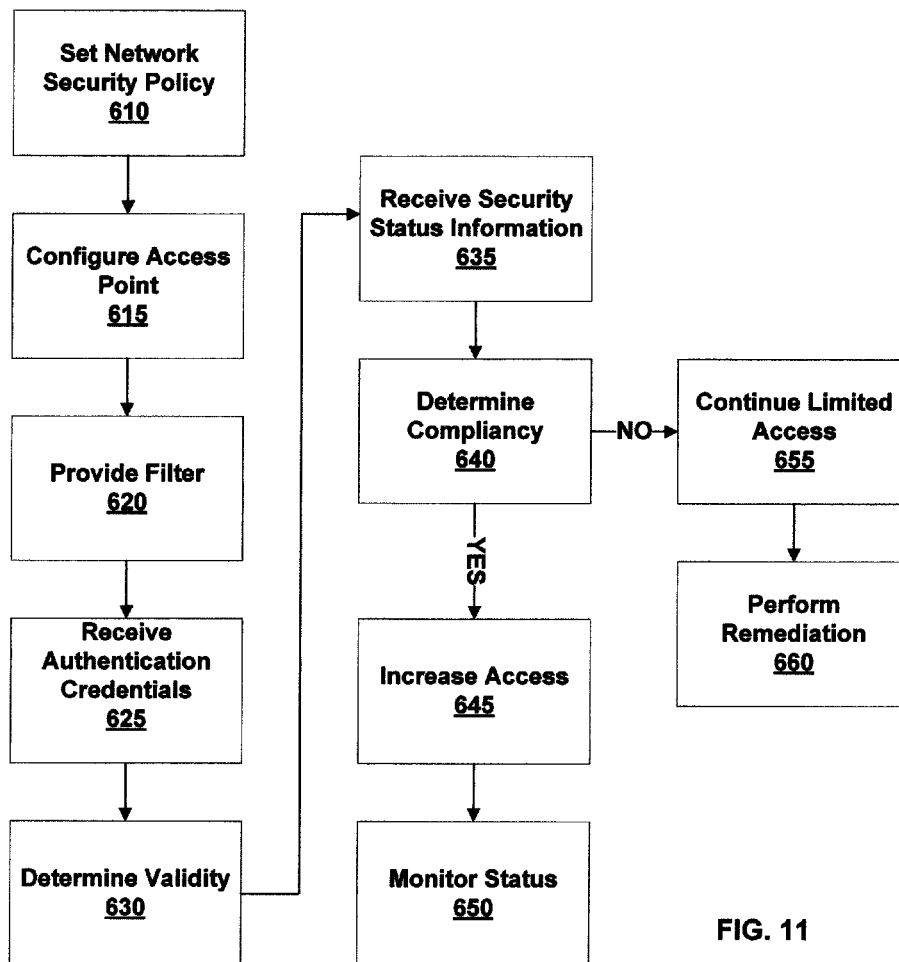 Set Network
Security Policy
610
Configure Access
Point
615
Provide Filter
620
Receive
Authentication
Credentials
625
Determine Validity
630
Receive Security
Status Information
635
Determine
Compliancy
640
NO
YES
Increase Access
645
Monitor Status
650
Continue Limited
Access
655
Perform
Remediation
660
FIG. 11